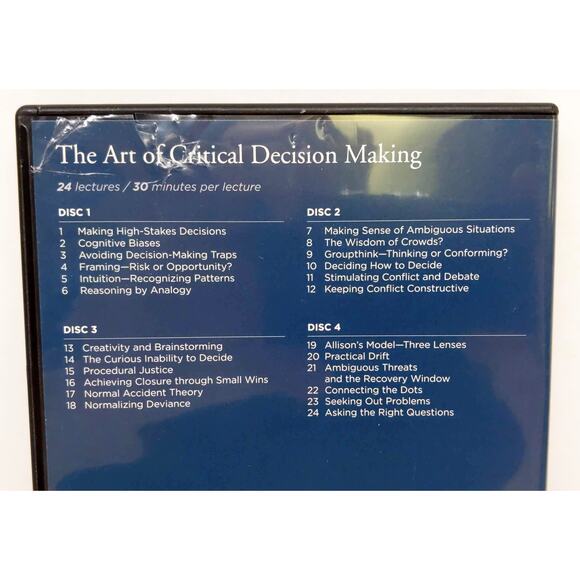 The Art of Critical Decision Making
24 lectures / 30 minutes per lecture
DISC 1
1 Making High-Stakes Decisions
2 Cognitive Biases
3 Avoiding Decision-Making Traps
4 Framing—Risk or Opportunity?
5 Intuition—Recognizing Patterns
6 Reasoning by Analogy
DISC 2
7 Making Sense of Ambiguous Situations
8 The Wisdom of Crowds?
9 Groupthink—Thinking or Conforming?
10 Deciding How to Decide
11 Stimulating Conflict and Debate
12 Keeping Conflict Constructive
DISC 3
13 Creativity and Brainstorming
14 The Curious Inability to Decide
15 Procedural Justice
16 Achieving Closure through Small Wins
17 Normal Accident Theory
18 Normalizing Deviance
DISC 4
19 Allison's Model—Three Lenses
20 Practical Drift
21 Ambiguous Threats
and the Recovery Window
22 Connecting the Dots
23 Seeking Out Problems
24 Asking the Right Questions